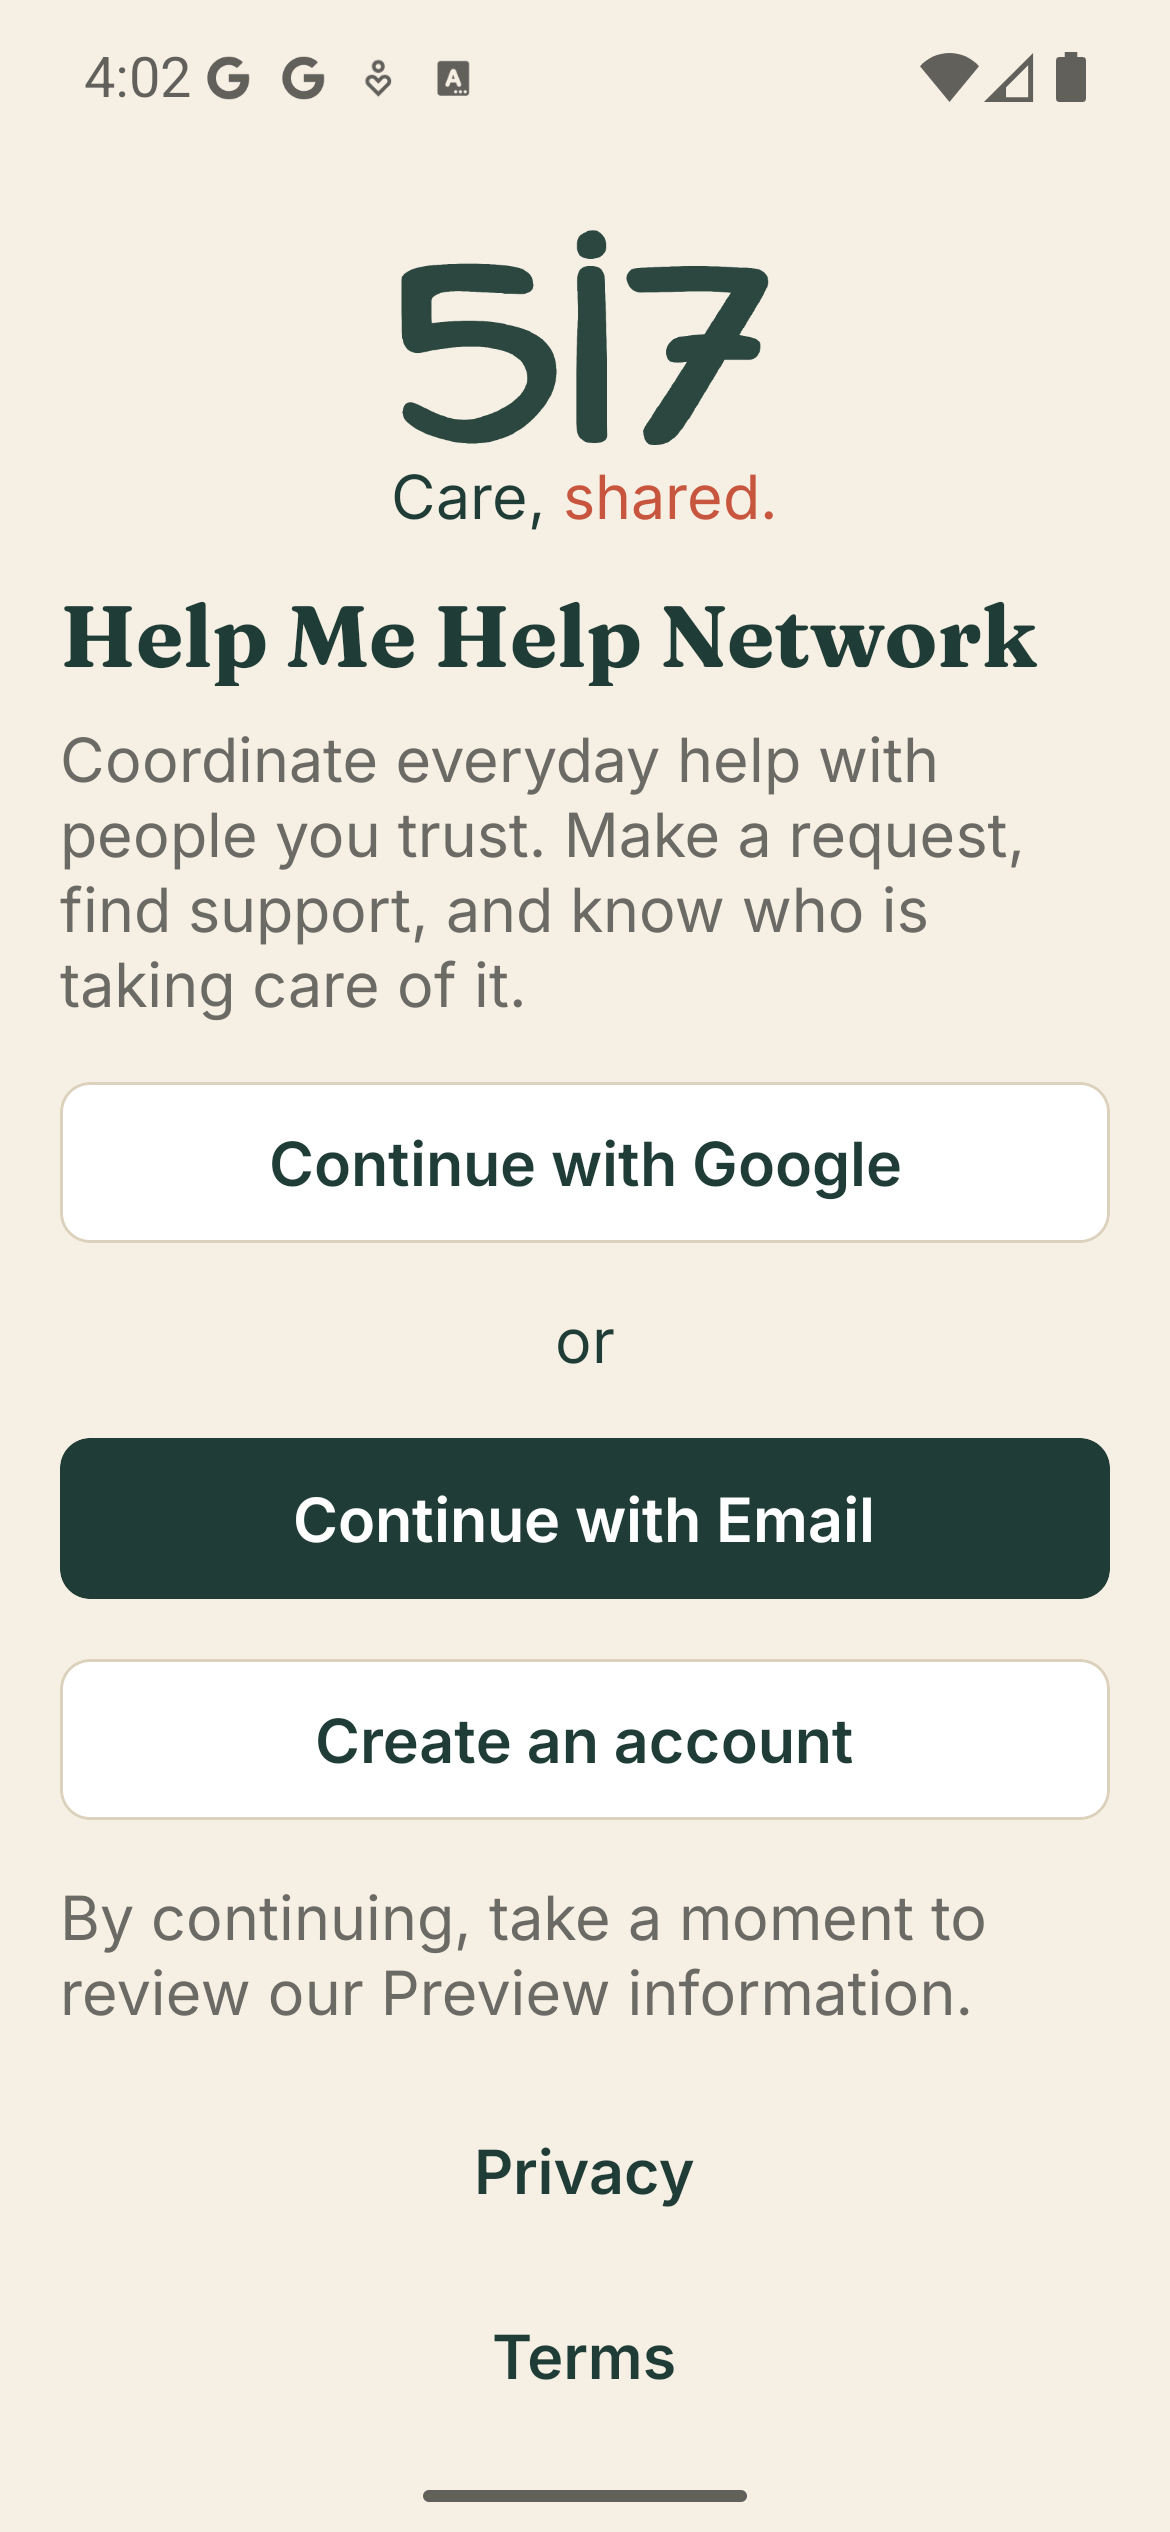 4:02
5i7
Care, shared.
Help Me Help Network
Coordinate everyday help with
people you trust. Make a request,
find support, and know who is
taking care of it.
Continue with Google
or
Continue with Email
Create an account
By continuing, take a moment to
review our Preview information.
Privacy
Terms